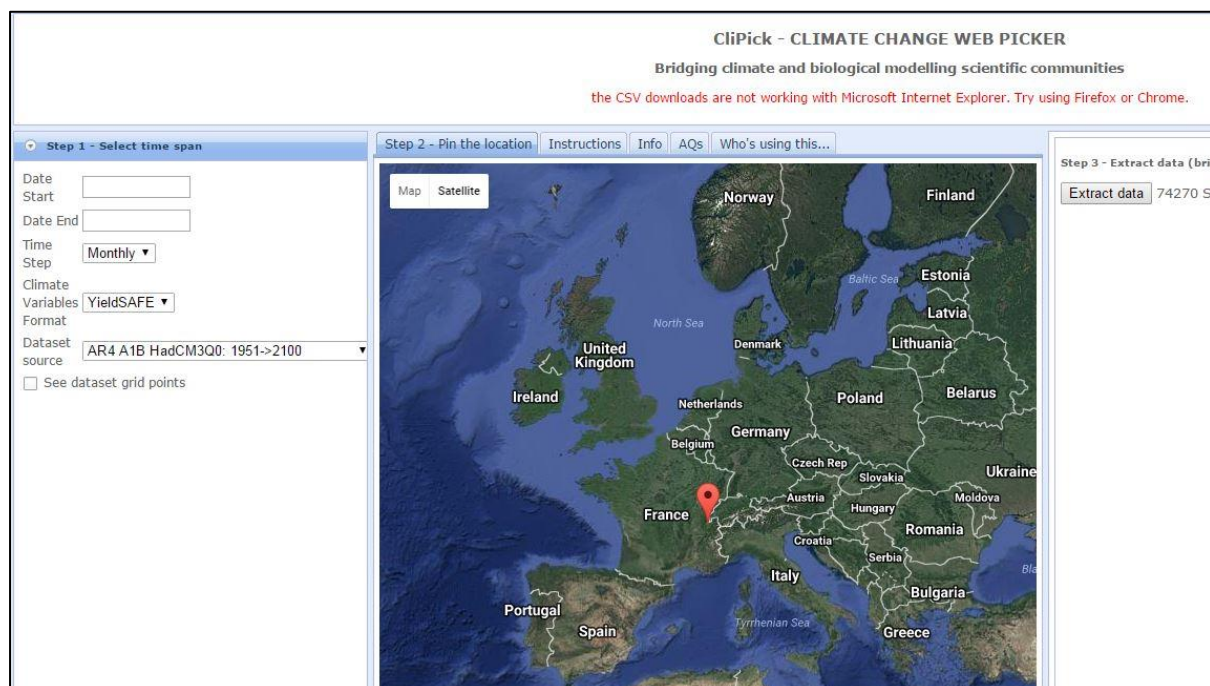 CliPick - CLIMATE CHANGE WEB PICKER
Bridging climate and biological modelling scientific communities
the CSV downloads are not working with Microsoft Internet Explorer. Try using Firefox or Chrome.
Step 1 - Select time span
Date
Start
Date End
Time
Step
Monthly
Climate
Variables
Format
YieldSAFE
Dataset
source
AR4 A1B HadCM3Q0: 1951->2100
See dataset grid points
Step 2 - Pin the location
Instructions
Info
AQs
Who's using this...
Map
Satellite
Norway
Finland
Baltic Sea
Estonia
Latvia
North Sea
Denmark
Lithuania
United
Kingdom
Ireland
Netherlands
Poland
Belarus
Belgium
Germany
Czech Rep
Slovakia
Ukraine
Austria
Hungary
Moldova
France
Romania
Croatia
Serbia
Italy
Bla
Bulgaria
Portugal
Spain
Tyrrhenian Sea
Greece
Step 3 - Extract data (bri
Extract data
74270 S